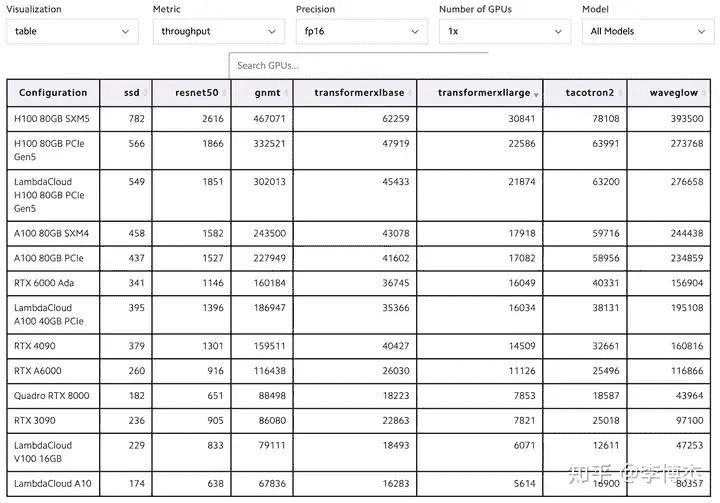 Visualization Metric Precision Number of GPUs Model
table throughput fp16 1x All Models
Search GPUs...
Configuration ssd resnet50 gnmt transformerxlbase transformerxllarge tacotron2 waveglow
H100 80GB SXM5 782 2616 467071 62259 30841 78108 393500
H100 80GB PCIe 566 1866 332521 47919 22586 63991 273768
Gen5
LambdaCloud 549 1851 302013 45433 21874 63200 276658
H100 80GB PCIe
Gen5
A100 80GB SXM4 458 1582 243500 43078 17918 59716 244438
A100 80GB PCIe 437 1527 227949 41602 17082 58956 234859
RTX 6000 Ada 341 1146 160184 36745 16049 40331 156904
LambdaCloud 395 1396 186947 35366 16034 38131 195108
A100 40GB PCIe
RTX 4090 379 1301 159511 40427 14509 32661 160816
RTX A6000 260 916 116438 26030 11126 25496 116866
Quadro RTX 8000 182 651 88498 18223 7853 18587 43964
RTX 3090 236 905 86080 22863 7821 25018 97100
LambdaCloud 229 833 79111 18493 6071 12611 47253
V100 16GB
LambdaCloud A10 174 638 67836 16283 5614 16900 80357
知乎 @李博杰